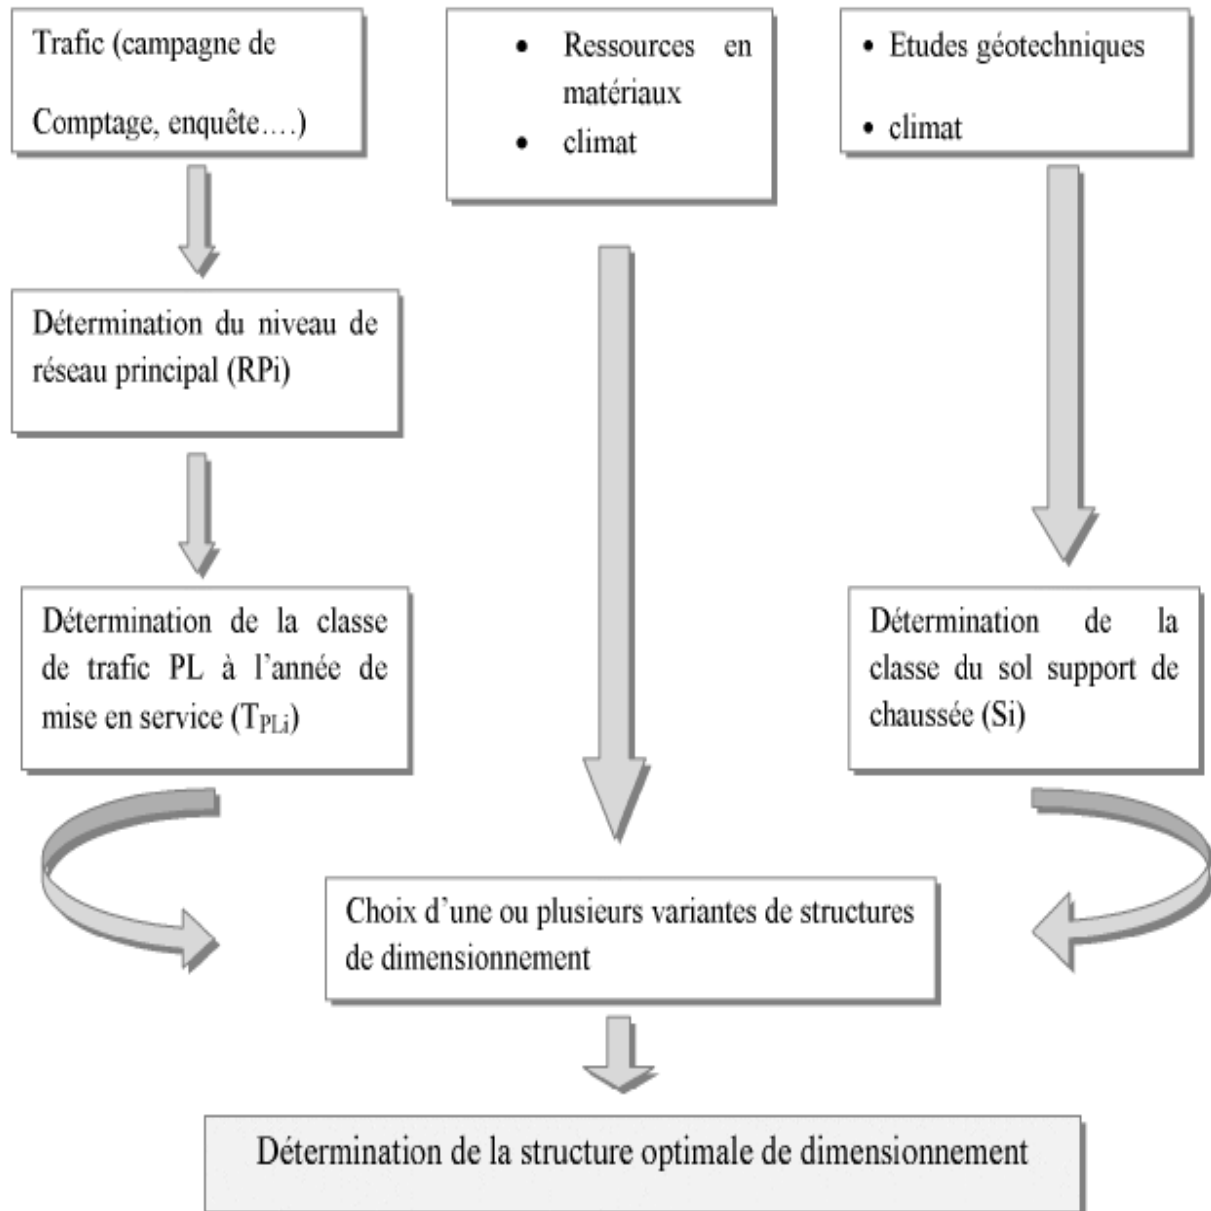 Trafic (campagne de
Comptage, enquête….)
• Ressources en
matériaux
• climat
• Etudes géotechniques
• climat
Détermination du niveau de
réseau principal (RPi)
Détermination de la classe
de trafic PL à l’année de
mise en service (TPLi)
Détermination de la
classe du sol support de
chaussée (Si)
Choix d’une ou plusieurs variantes de structures
de dimensionnement
Détermination de la structure optimale de dimensionnement